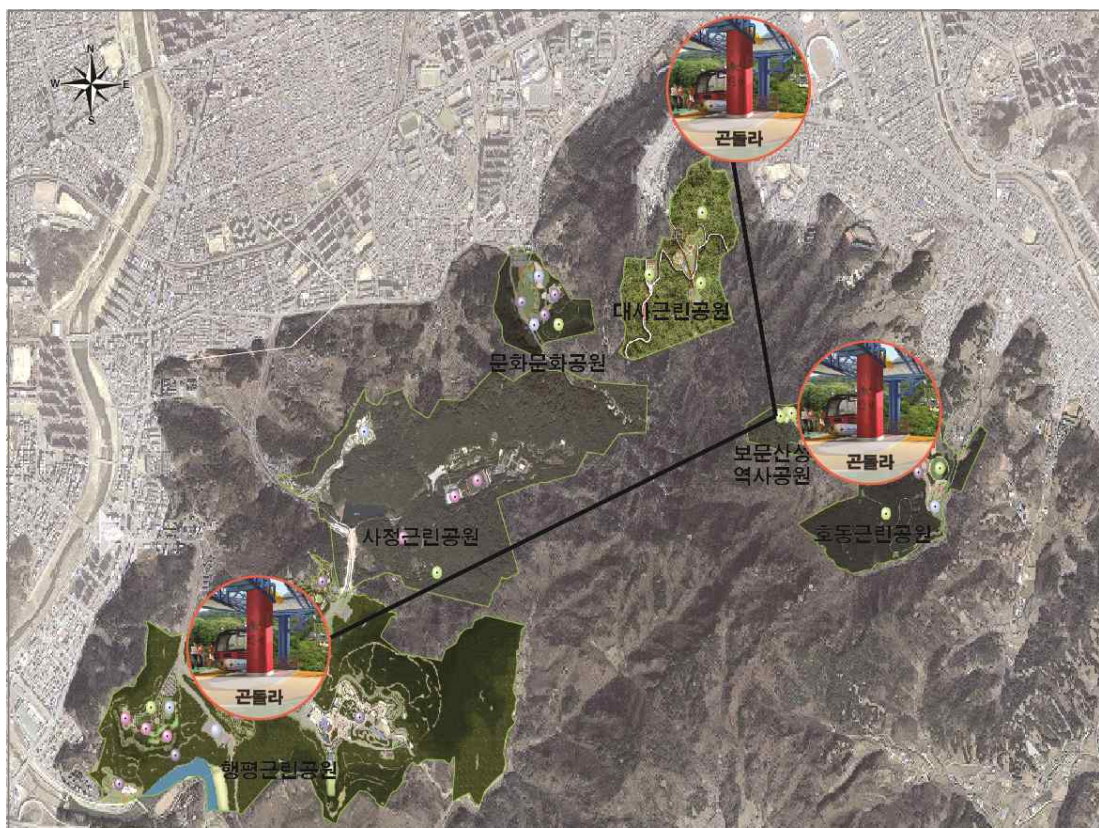 N
W
E
S
곤돌라
대사근린공원
문화문화공원
보문산성
역사공원
곤돌라
사정근린공원
호동근린공원
곤돌라
행평근린공원